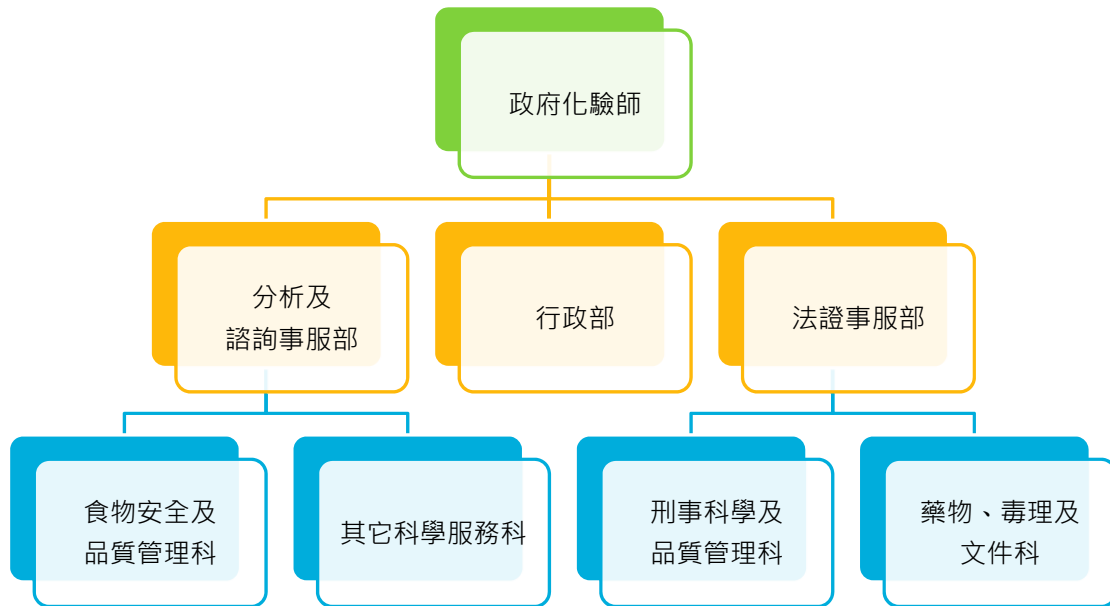 政府化驗師
分析及
諮詢事服部
行政部
法證事服部
食物安全及
品質管理科
其它科學服務科
刑事科學及
品質管理科
藥物、毒理及
文件科